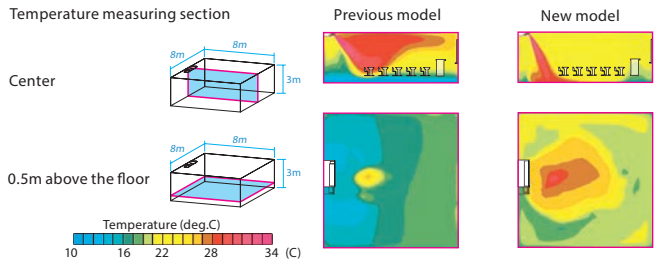 Temperature measuring section
Previous model
New model
Center
8m
8m
3m
0.5m above the floor
8m
8m
3m
Temperature (deg.C)
10 16 22 28 34 (C)